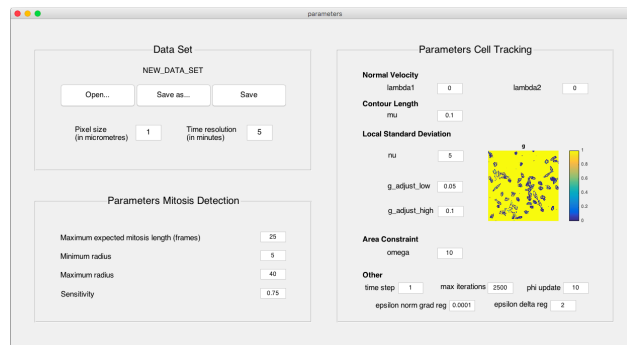 parameters
Data Set
NEW_DATA_SET
Open... Save as... Save
Pixel size (in micrometres) 1 Time resolution (in minutes) 5
Parameters Mitosis Detection
Maximum expected mitosis length (frames) 25
Minimum radius 5
Maximum radius 40
Sensitivity 0.75
Parameters Cell Tracking
Normal Velocity
lambda1 0 lambda2 0
Contour Length
mu 0.1
Local Standard Deviation
nu 5
g_adjust_low 0.05
g_adjust_high 0.1
g
1
0.8
0.6
0.4
0.2
0
Area Constraint
omega 10
Other
time step 1 max iterations 2500 phi update 10
epsilon norm grad reg 0.0001 epsilon delta reg 2